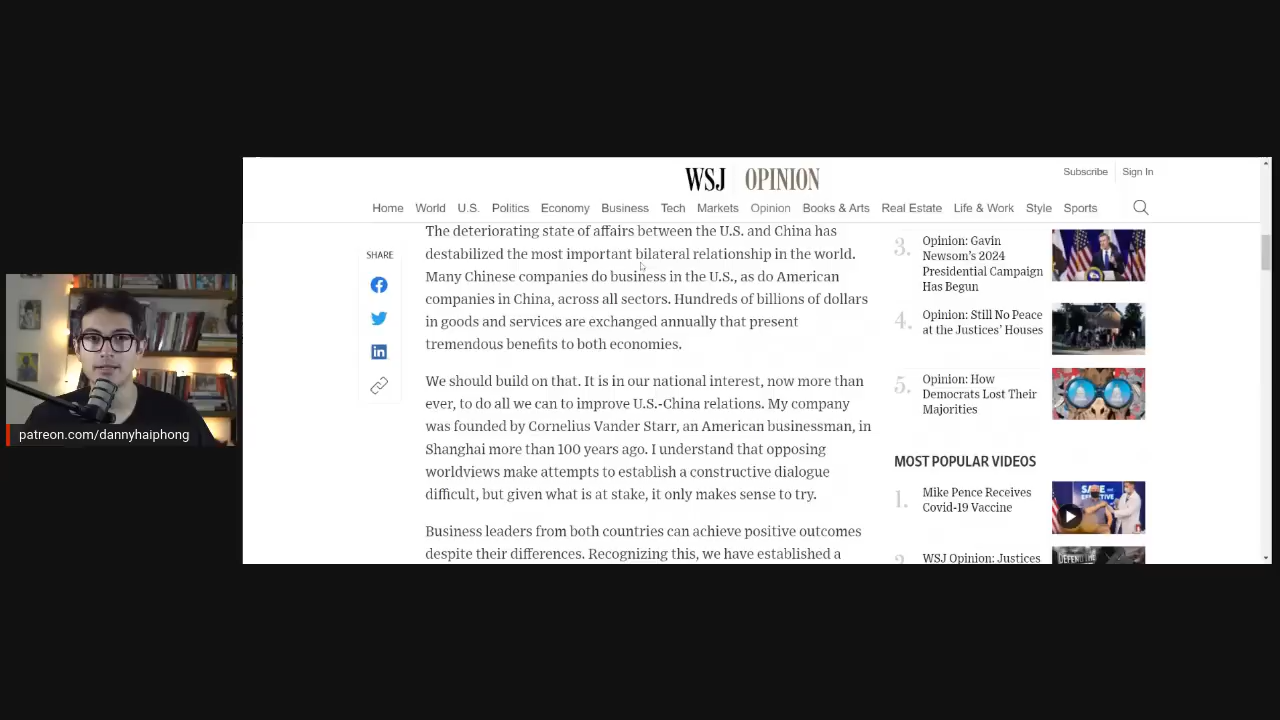 WSJ OPINION
Subscribe Sign In
Home World U.S. Politics Economy Business Tech Markets Opinion Books & Arts Real Estate Life & Work Style Sports
SHARE
The deteriorating state of affairs between the U.S. and China has
destabilized the most important bilateral relationship in the world.
Many Chinese companies do business in the U.S., as do American
companies in China, across all sectors. Hundreds of billions of dollars
in goods and services are exchanged annually that present
tremendous benefits to both economies.
We should build on that. It is in our national interest, now more than
ever, to do all we can to improve U.S.-China relations. My company
was founded by Cornelius Vander Starr, an American businessman, in
Shanghai more than 100 years ago. I understand that opposing
worldviews make attempts to establish a constructive dialogue
difficult, but given what is at stake, it only makes sense to try.
Business leaders from both countries can achieve positive outcomes
despite their differences. Recognizing this, we have established a
3. Opinion: Gavin
Newsom's 2024
Presidential Campaign
Has Begun
4. Opinion: Still No Peace
at the Justices' Houses
5. Opinion: How
Democrats Lost Their
Majorities
MOST POPULAR VIDEOS
1. Mike Pence Receives
Covid-19 Vaccine
2. WSJ Opinion: Justices
patreon.com/dannyhaiphong